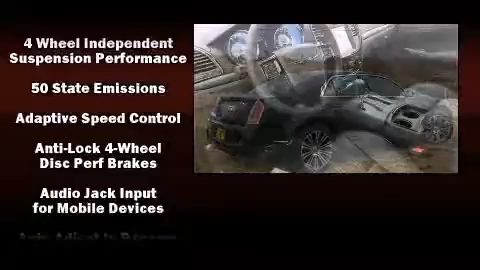 4 Wheel Independent
Suspension Performance
50 State Emissions
Adaptive Speed Control
Anti-Lock 4-Wheel
Disc Perf Brakes
Audio Jack Input
for Mobile Devices